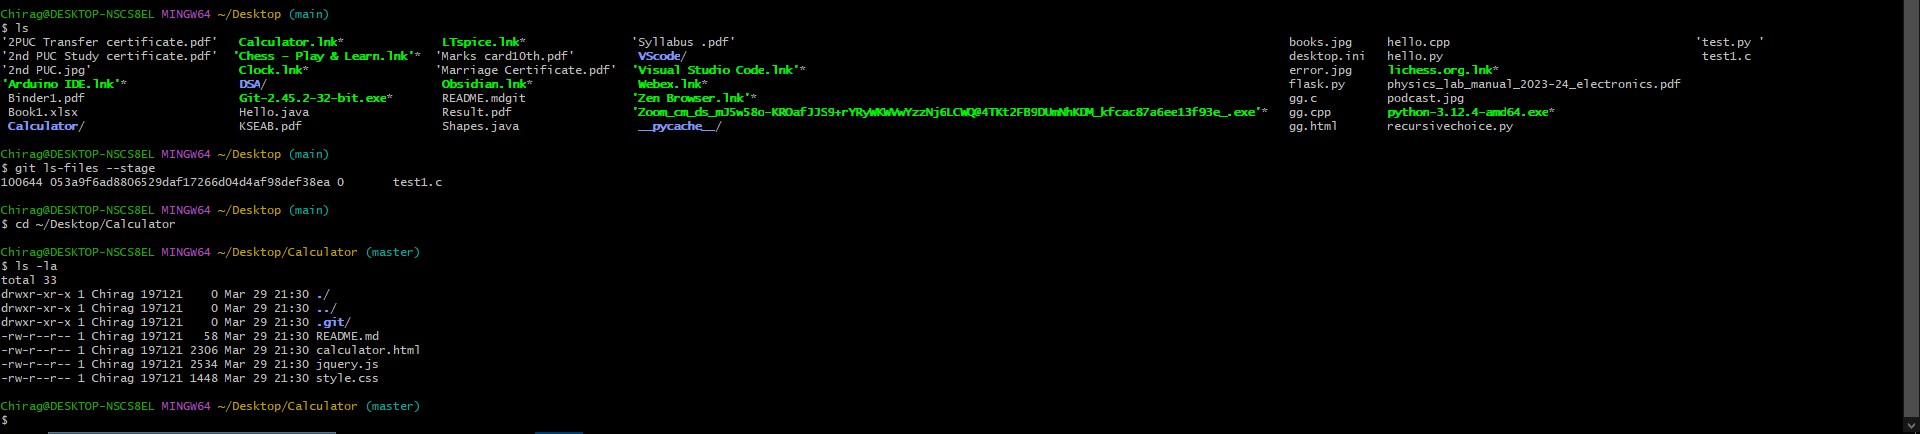 Chirag@DESKTOP-NSCS8EL MINGW64 ~/Desktop (main)
$ ls
'2PUC Transfer certificate.pdf' Calculator.lnk* LTspice.lnk* 'Syllabus .pdf' books.jpg hello.cpp 'test.py '
'2nd PUC Study certificate.pdf' 'Chess - Play & Learn.lnk'* 'Marks card10th.pdf' VScode/ desktop.ini hello.py test1.c
'2nd PUC.jpg' Clock.lnk* 'Marriage Certificate.pdf' 'Visual Studio Code.lnk'* error.jpg lichess.org.lnk*
'Arduino IDE.lnk'* DSA/ Obsidian.lnk* Webex.lnk* flask.py physics_lab_manual_2023-24_electronics.pdf
Binder1.pdf Git-2.45.2-32-bit.exe* README.mdgit 'Zen Browser.lnk'* gg.c podcast.jpg
Book1.xlsx Hello.java Result.pdf gg.cpp python-3.12.4-amd64.exe*
Calculator/ KSEAB.pdf Shapes.java __pycache__/ gg.html recursivechoice.py
Chirag@DESKTOP-NSCS8EL MINGW64 ~/Desktop (main)
$ git ls-files --stage
100644 053a9f6ad8806529daf17266d04d4af98def38ea 0 test1.c
Chirag@DESKTOP-NSCS8EL MINGW64 ~/Desktop (main)
$ cd ~/Desktop/Calculator
Chirag@DESKTOP-NSCS8EL MINGW64 ~/Desktop/Calculator (master)
$ ls -la
total 33
drwxr-xr-x 1 Chirag 197121 0 Mar 29 21:30 ./
drwxr-xr-x 1 Chirag 197121 0 Mar 29 21:30 ../
drwxr-xr-x 1 Chirag 197121 0 Mar 29 21:30 .git/
-rw-r--r-- 1 Chirag 197121 58 Mar 29 21:30 README.md
-rw-r--r-- 1 Chirag 197121 2306 Mar 29 21:30 calculator.html
-rw-r--r-- 1 Chirag 197121 2534 Mar 29 21:30 jquery.js
-rw-r--r-- 1 Chirag 197121 1448 Mar 29 21:30 style.css
Chirag@DESKTOP-NSCS8EL MINGW64 ~/Desktop/Calculator (master)
$